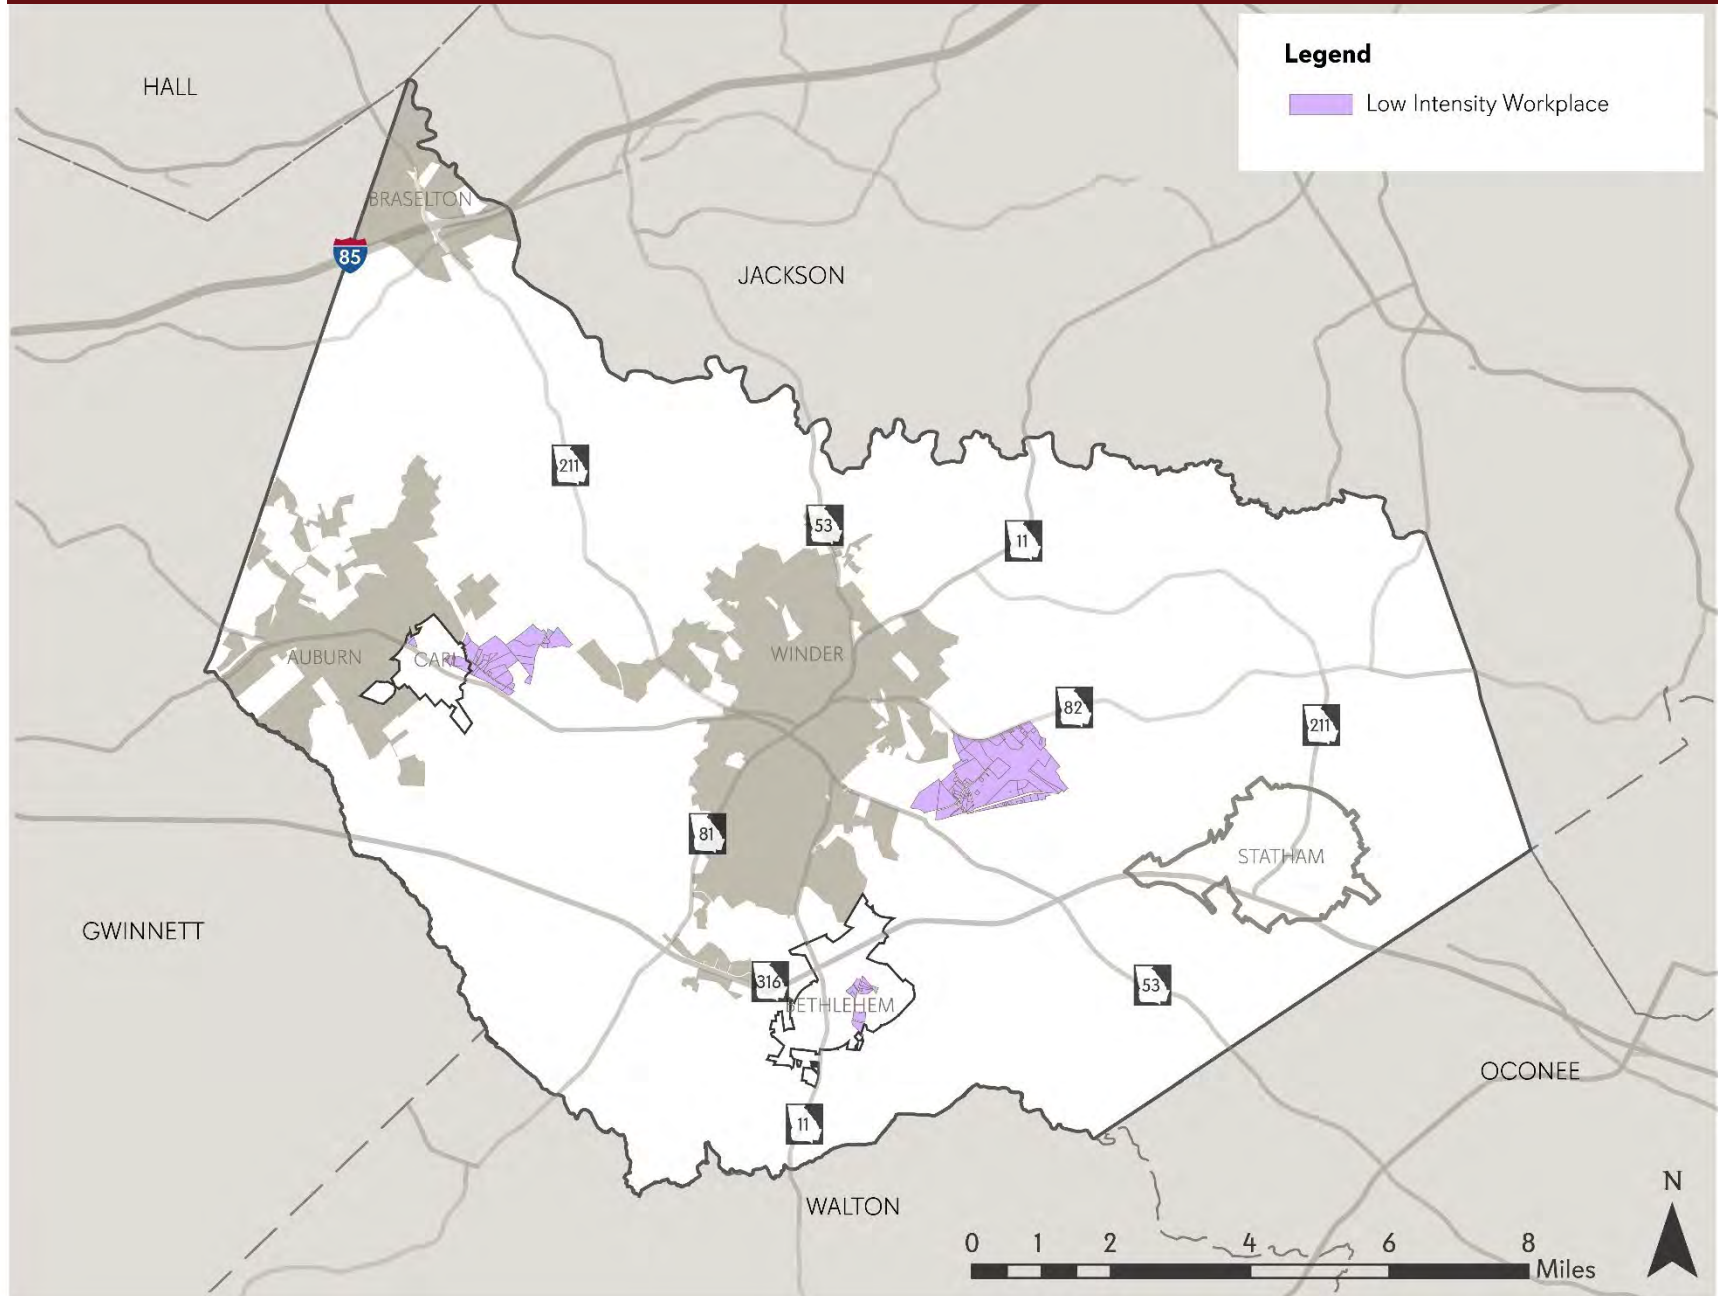 Legend
Low Intensity Workplace
HALL
BRASELTON
85
JACKSON
211
53
11
AUBURN
CARL
WINDER
82
211
81
STATHAM
GWINNETT
316
BETHLEHEM
53
OCONEE
11
WALTON
N
0 1 2 4 6 8
Miles